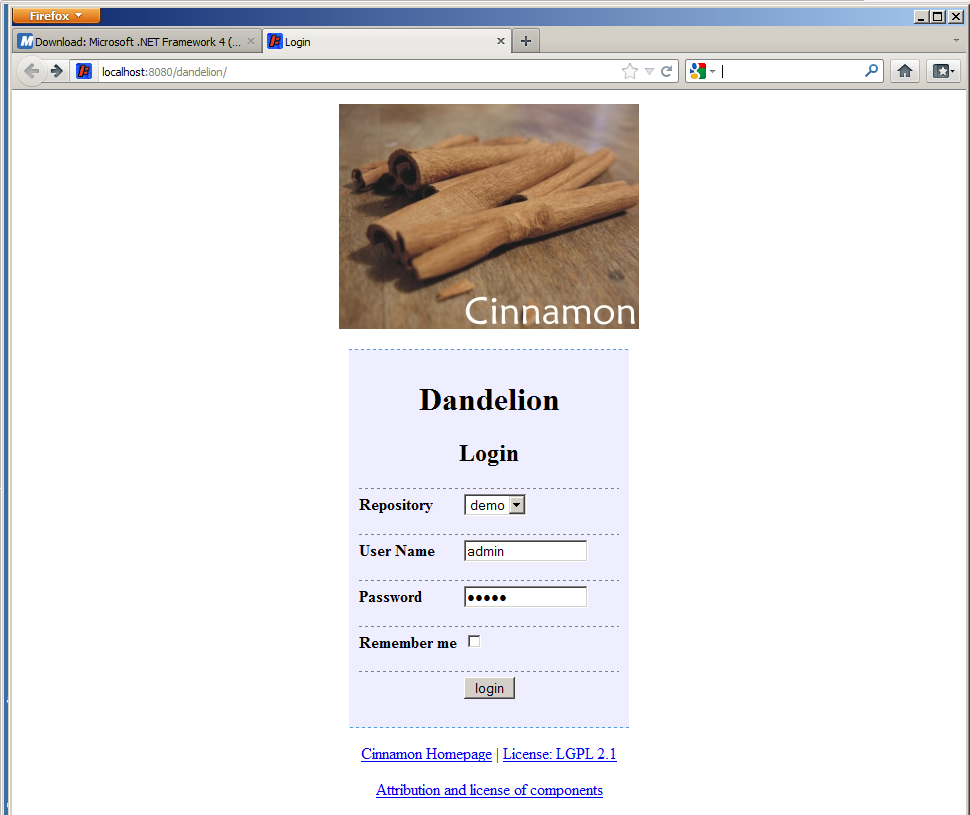 Firefox
Download: Microsoft .NET Framework 4 (...
Login
localhost:8080/dandelion/
Cinnamon
Dandelion
Login
Repository demo
User Name admin
Password •••••
Remember me
login
Cinnamon Homepage | License: LGPL 2.1
Attribution and license of components